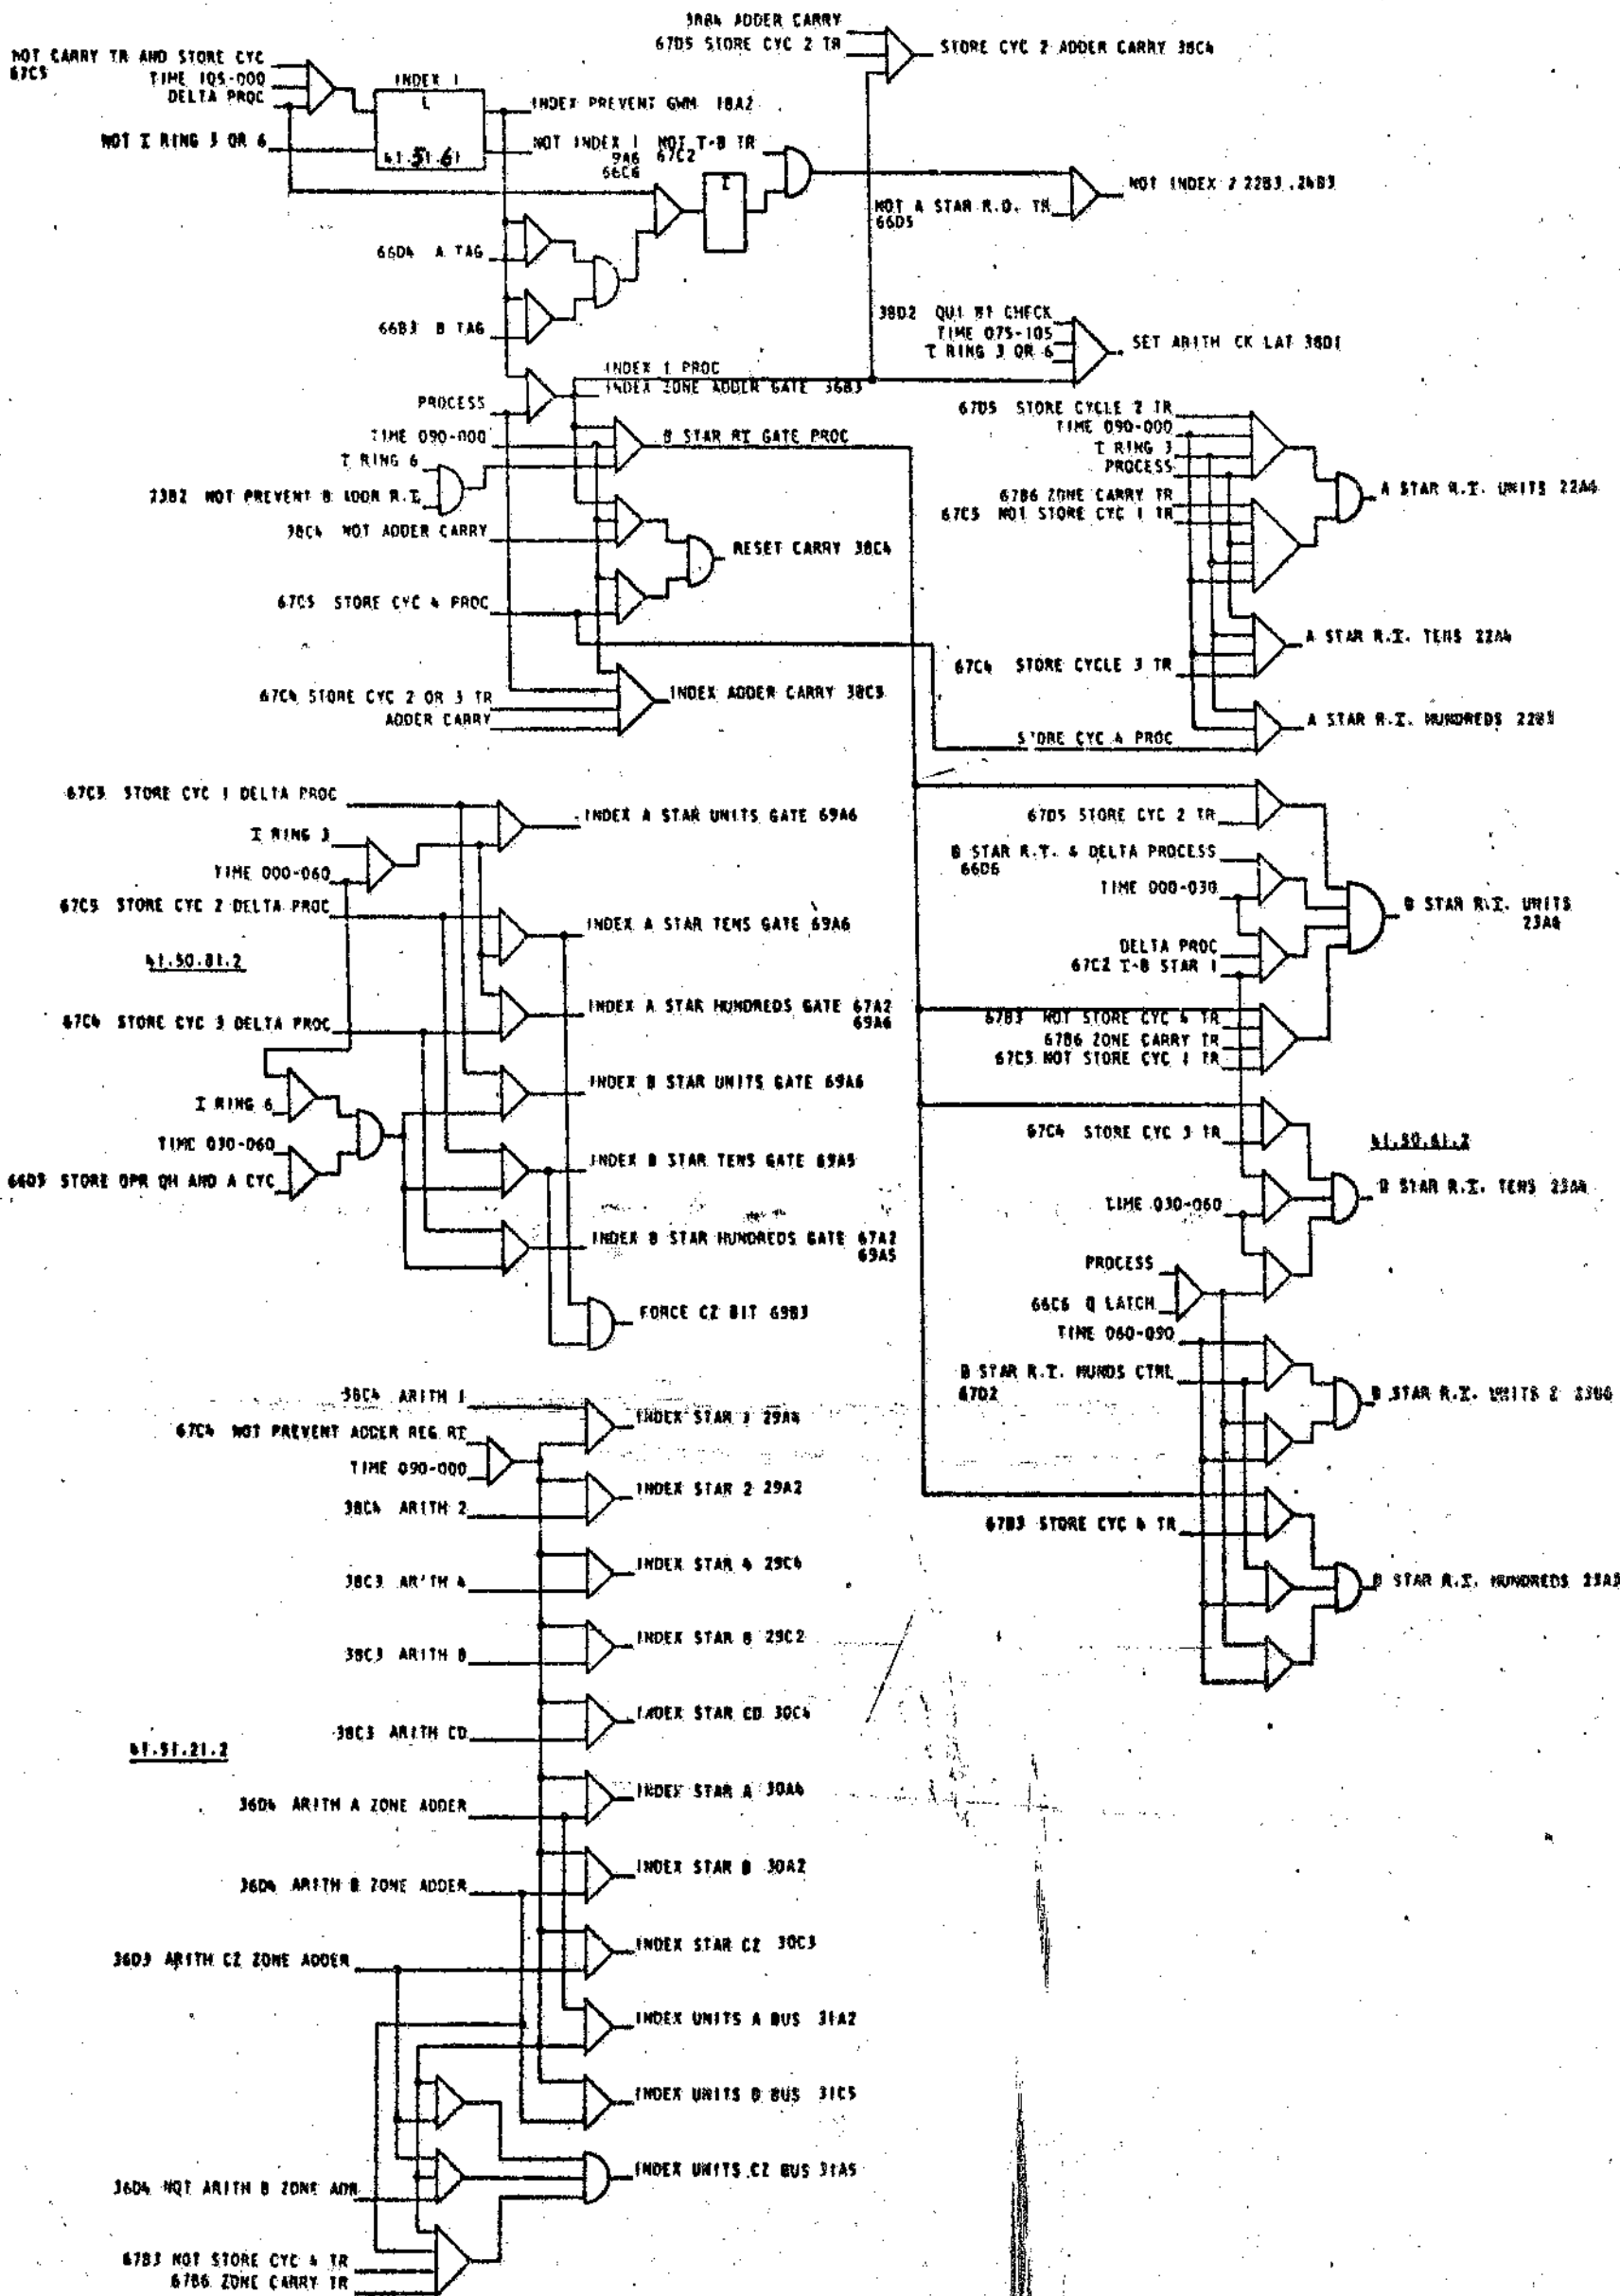 38B4 ADDER CARRY
67D5 STORE CYC 2 TR
STORE CYC 2 ADDER CARRY 38C4
NOT CARRY TR AND STORE CYC
67C5
TIME 105-000
DELTA PROC
NOT I RING 3 OR 6
INDEX 1
L
41.51.61
INDEX PREVENT GWM 18A2
NOT INDEX 1
9A6
66C6
NOT T-B TR
67C2
I
NOT A STAR R.O. TR
66D5
NOT INDEX 2 22B3, 24B3
66D4 A TAG
66B3 B TAG
38D2 QUI BT CHECK
TIME 075-105
I RING 3 OR 6
SET ARITH CK LAT 38D1
INDEX 1 PROC
INDEX ZONE ADDER GATE 36B3
PROCESS
TIME 090-000
I RING 6
23B2 NOT PREVENT B ADDR R.I.
B STAR RI GATE PROC
38C4 NOT ADDER CARRY
RESET CARRY 38C4
67C5 STORE CYC 4 PROC
67C4 STORE CYC 2 OR 3 TR
ADDER CARRY
INDEX ADDER CARRY 38C3
67D5 STORE CYCLE 2 TR
TIME 090-000
I RING 3
PROCESS
67B6 ZONE CARRY TR
67C5 NOT STORE CYC 1 TR
A STAR R.I. UNITS 22A4
67C4 STORE CYCLE 3 TR
A STAR R.I. TENS 22A4
STORE CYC 4 PROC
A STAR R.I. HUNDREDS 22B3
67C3 STORE CYC 1 DELTA PROC
I RING 3
TIME 000-060
INDEX A STAR UNITS GATE 69A6
67C5 STORE CYC 2 DELTA PROC
INDEX A STAR TENS GATE 69A6
41.50.81.2
67C4 STORE CYC 3 DELTA PROC
INDEX A STAR HUNDREDS GATE 67A2
69A6
I RING 6
INDEX B STAR UNITS GATE 69A6
TIME 030-060
66D3 STORE OPR QH AND A CYC
INDEX B STAR TENS GATE 69A5
INDEX B STAR HUNDREDS GATE 67A2
69A5
FORCE CZ BIT 69B3
67D5 STORE CYC 2 TR
B STAR R.I. & DELTA PROCESS
66D6
TIME 000-030
DELTA PROC
67C2 I-B STAR 1
B STAR R.I. UNITS
23A4
67B3 NOT STORE CYC 4 TR
67B6 ZONE CARRY TR
67C5 NOT STORE CYC 1 TR
67C4 STORE CYC 3 TR
41.50.61.2
TIME 030-060
B STAR R.I. TENS 23A4
PROCESS
66C6 Q LATCH
TIME 060-090
B STAR R.I. HUNDS CTRL
67D2
B STAR R.I. UNITS 2
67B3 STORE CYC 4 TR
B STAR R.I. HUNDREDS 23A3
38C4 ARITH 1
INDEX STAR 1 29A4
67C4 NOT PREVENT ADDER REG RI
TIME 090-000
38C4 ARITH 2
INDEX STAR 2 29A2
38C3 ARITH 4
INDEX STAR 4 29C4
38C3 ARITH 8
INDEX STAR 8 29C2
38C3 ARITH CD
INDEX STAR CD 30C4
41.51.21.2
36D4 ARITH A ZONE ADDER
INDEX STAR A 30A4
36D4 ARITH B ZONE ADDER
INDEX STAR B 30A2
36D3 ARITH CZ ZONE ADDER
INDEX STAR CZ 30C3
INDEX UNITS A BUS 31A2
INDEX UNITS B BUS 31C5
36D4 NOT ARITH B ZONE ADR
INDEX UNITS CZ BUS 31A5
67B3 NOT STORE CYC 4 TR
67B6 ZONE CARRY TR